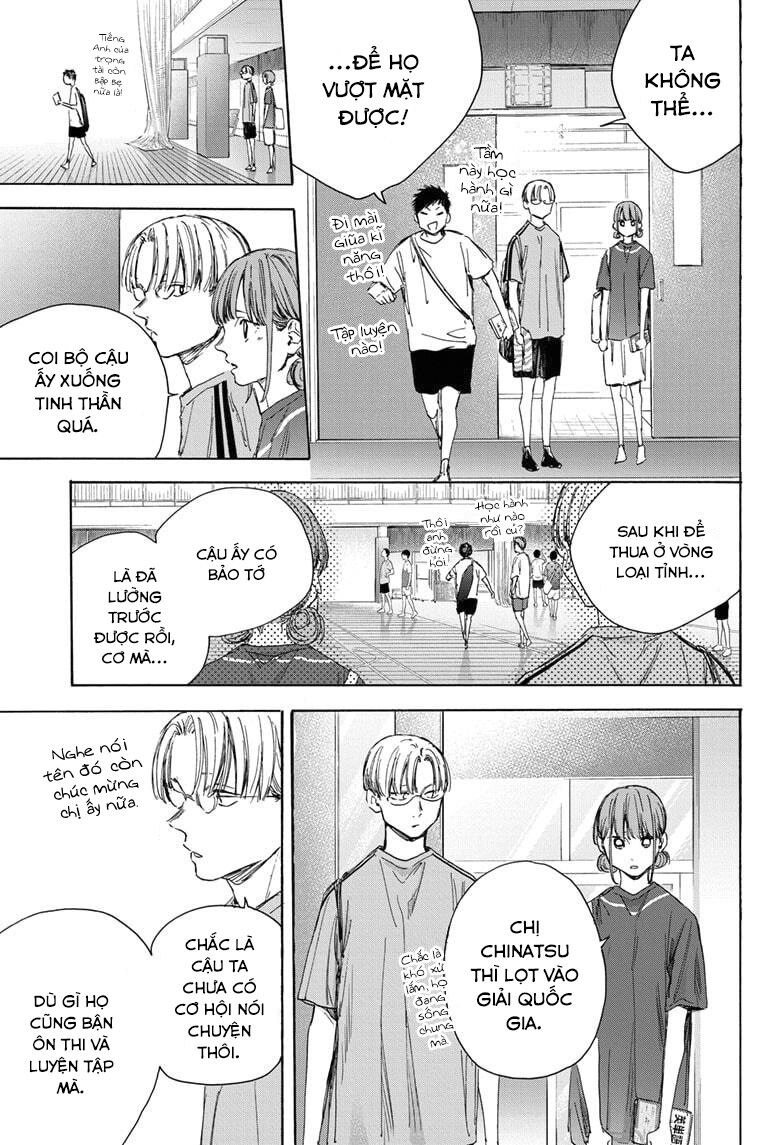 TA
KHÔNG
THỂ...
...ĐỂ HỌ
VƯỢT MẶT
ĐƯỢC!
Tầm
này học
hành gì
nữa!
Đi mài
giũa kĩ
năng
thôi!
Tập luyện
nào!
Tiếng
Anh của
trọng
tài còn
bập bẹ
nữa là!
COI BỘ CẬU
ẤY XUỐNG
TINH THẦN
QUÁ.
SAU KHI ĐỂ
THUA Ở VÒNG
LOẠI TỈNH...
Học hành
như nào
rồi cu?
Thôi
anh
đừng
hỏi!
CẬU ẤY CÓ
BẢO TỚ
LÀ ĐÃ
LƯỜNG
TRƯỚC
ĐƯỢC RỒI,
CƠ MÀ...
CHỊ
CHINATSU
THÌ LỌT VÀO
GIẢI QUỐC
GIA.
Chắc là
khó xử
lắm, họ
đang
sống
chung
mà.
英単語
Nghe nói
tên đó còn
chúc mừng
chị ấy nữa.
CHẮC LÀ
CẬU TA
CHƯA CÓ
CƠ HỘI NÓI
CHUYỆN
THÔI.
DÙ GÌ HỌ
CŨNG BẬN
ÔN THI VÀ
LUYỆN TẬP
MÀ.